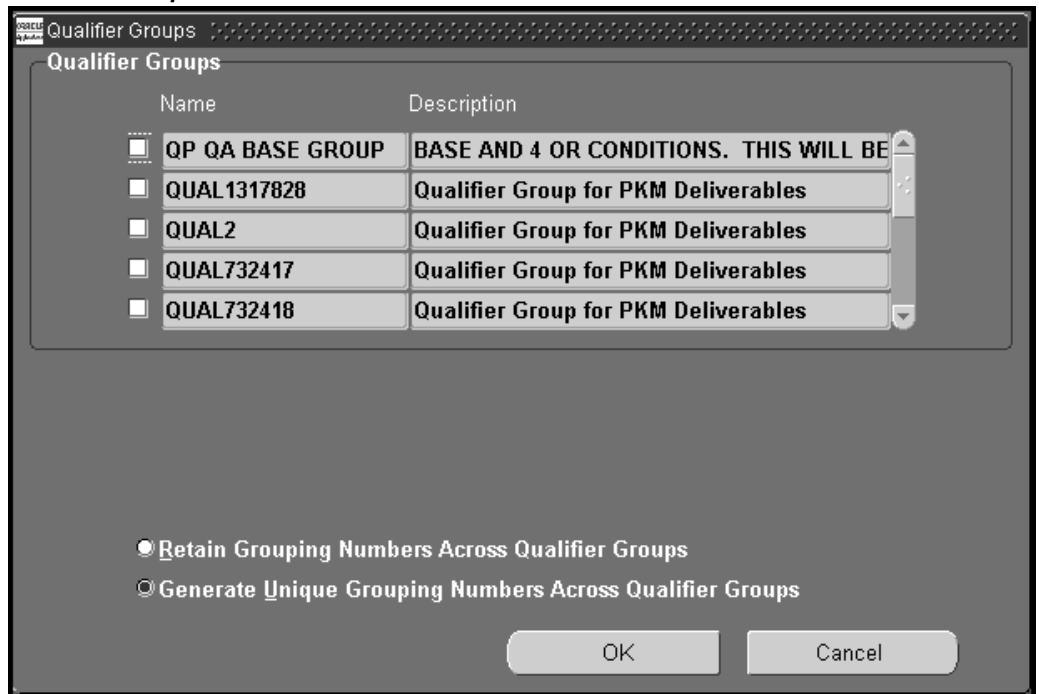 Qualifier Groups
Qualifier Groups
Name Description
QP QA BASE GROUP BASE AND 4 OR CONDITIONS. THIS WILL BE
QUAL1317828 Qualifier Group for PKM Deliverables
QUAL2 Qualifier Group for PKM Deliverables
QUAL732417 Qualifier Group for PKM Deliverables
QUAL732418 Qualifier Group for PKM Deliverables
Retain Grouping Numbers Across Qualifier Groups
Generate Unique Grouping Numbers Across Qualifier Groups
OK Cancel